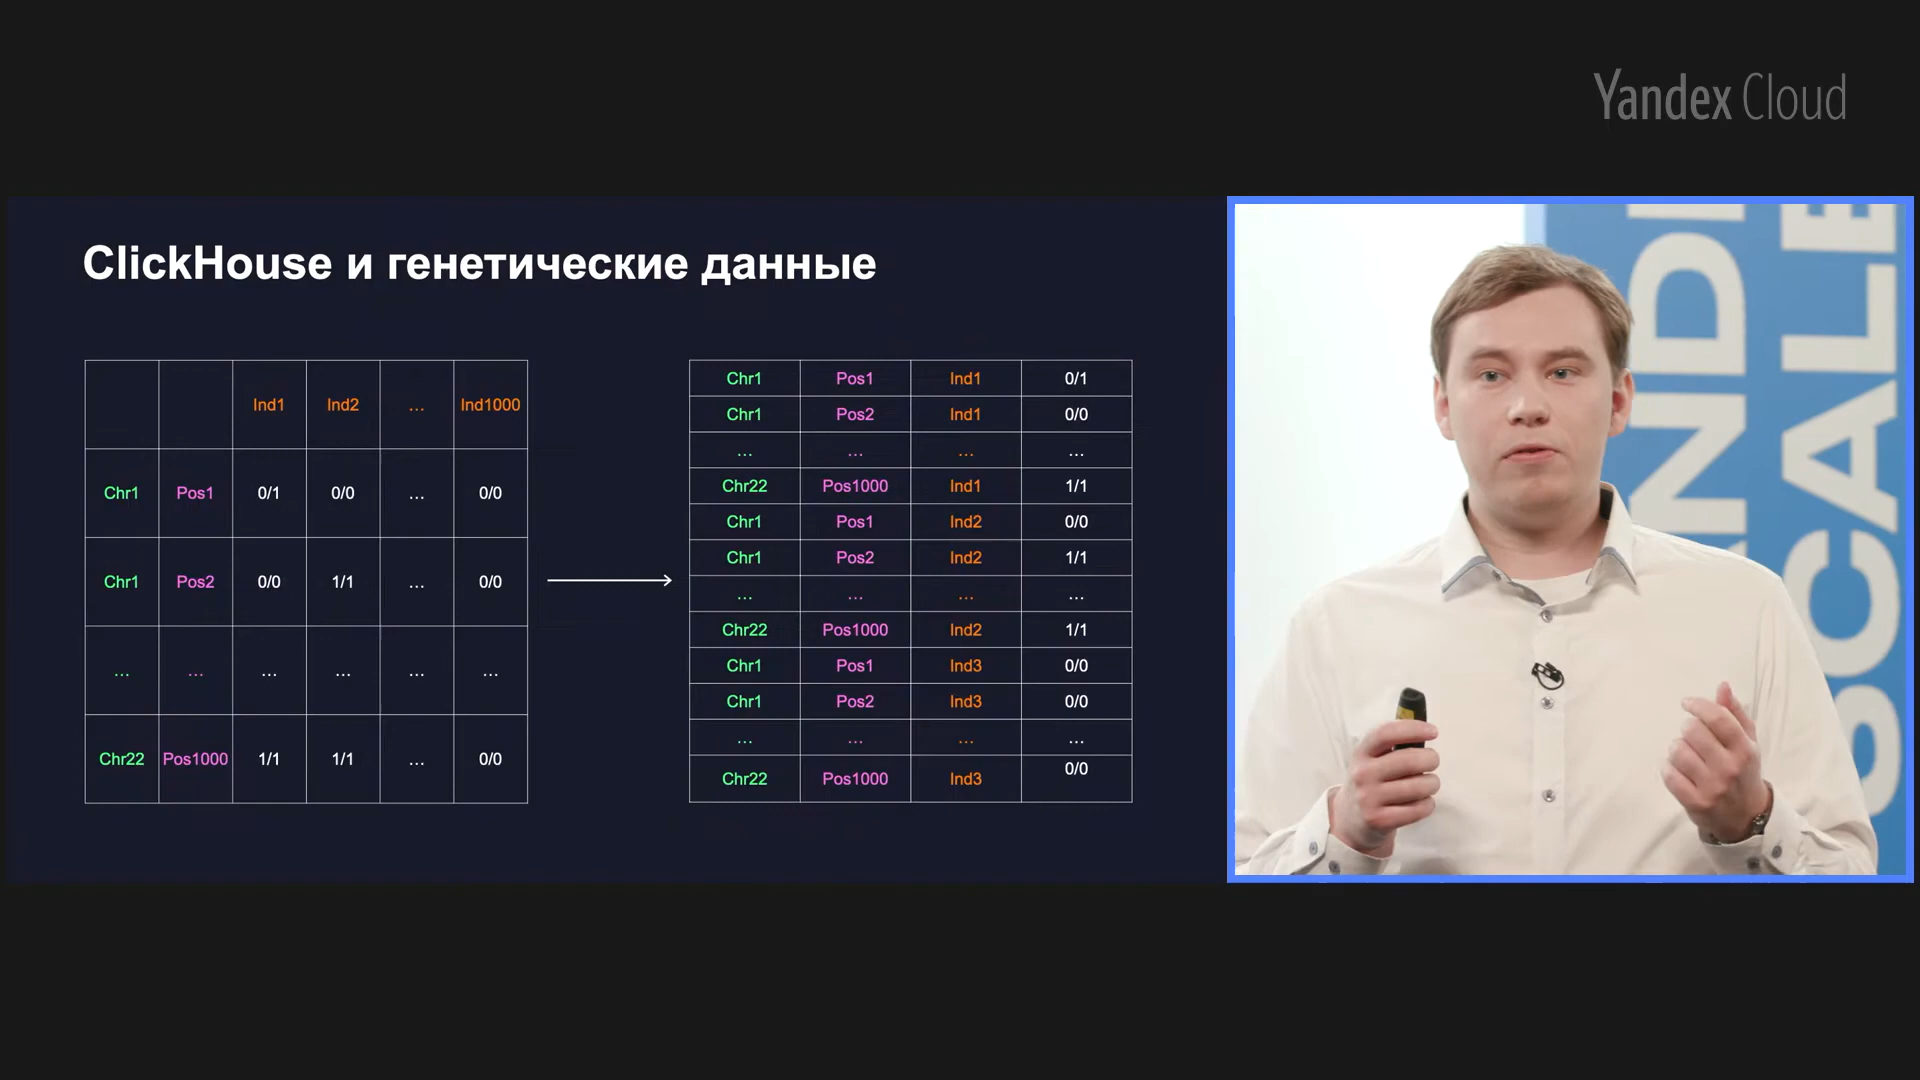 Yandex Cloud
ClickHouse и генетические данные
Ind1 Ind2 ... Ind1000
Chr1 Pos1 0/1 0/0 ... 0/0
Chr1 Pos2 0/0 1/1 ... 0/0
... ... ... ... ... ...
Chr22 Pos1000 1/1 1/1 ... 0/0
Chr1 Pos1 Ind1 0/1
Chr1 Pos2 Ind1 0/0
... ... ... ...
Chr22 Pos1000 Ind1 1/1
Chr1 Pos1 Ind2 0/0
Chr1 Pos2 Ind2 1/1
... ... ... ...
Chr22 Pos1000 Ind2 1/1
Chr1 Pos1 Ind3 0/0
Chr1 Pos2 Ind3 0/0
... ... ... ...
Chr22 Pos1000 Ind3 0/0
SCALE